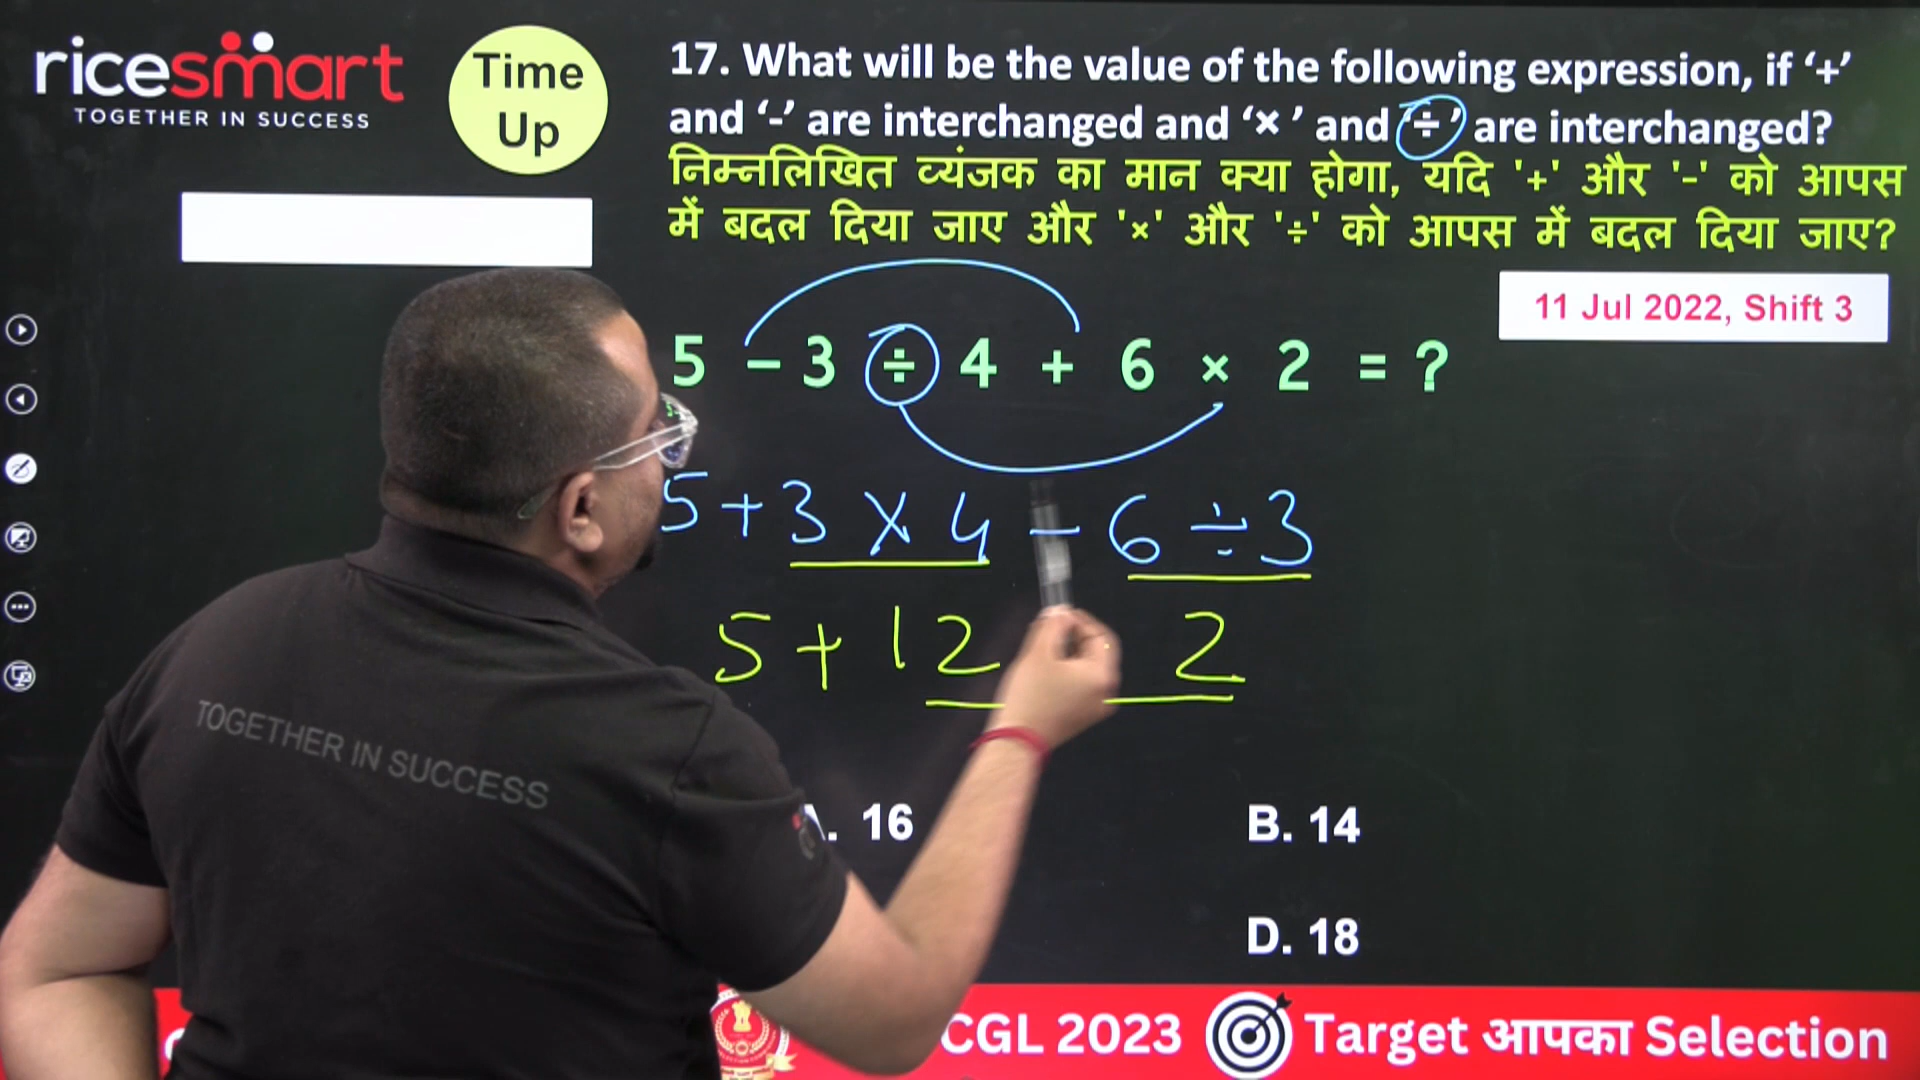 ricesmart
TOGETHER IN SUCCESS
Time
Up
17. What will be the value of the following expression, if ‘+’
and ‘-’ are interchanged and ‘× ’ and ‘÷ ’ are interchanged?
निम्नलिखित व्यंजक का मान क्या होगा, यदि '+' और '-' को आपस
में बदल दिया जाए और '×' और '÷' को आपस में बदल दिया जाए?
11 Jul 2022, Shift 3
5 – 3 ÷ 4 + 6 × 2 = ?
5 + 3 × 4 – 6 ÷ 3
5 + 12 2
TOGETHER IN SUCCESS
A. 16
B. 14
D. 18
CGL 2023
Target आपका Selection